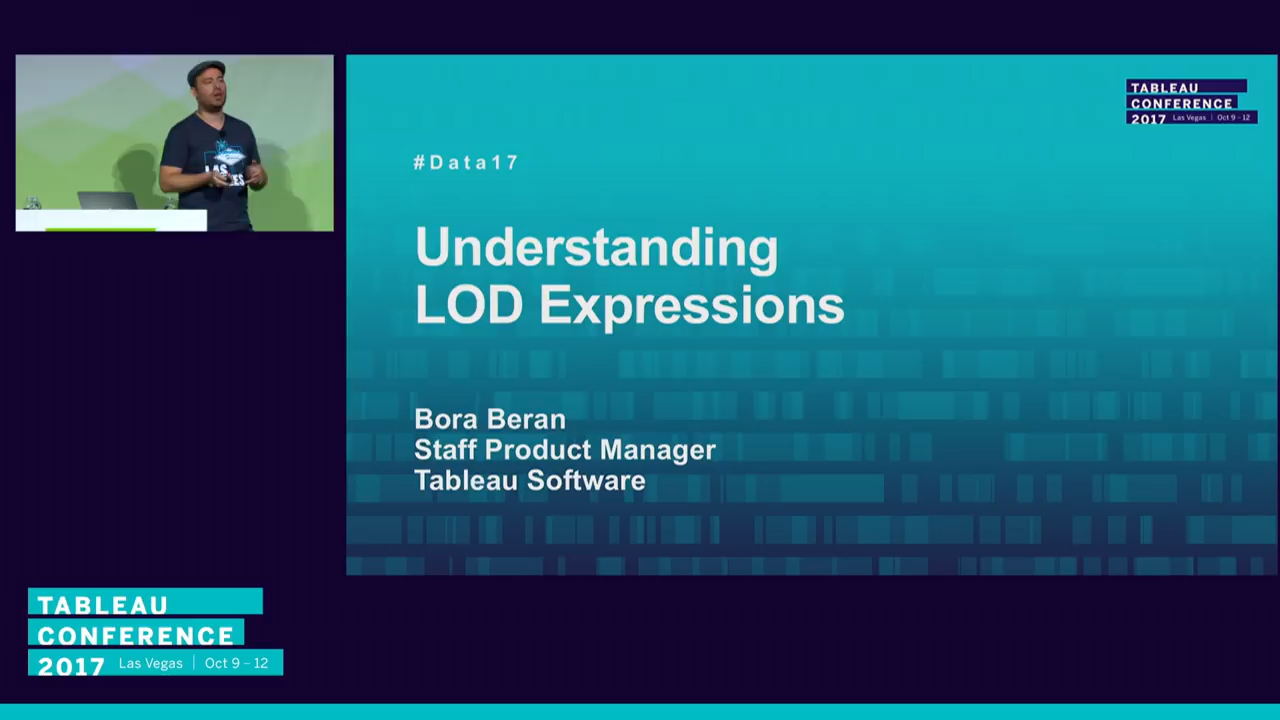 TABLEAU
CONFERENCE
2017 Las Vegas | Oct 9 – 12
#Data17
Understanding
LOD Expressions
Bora Beran
Staff Product Manager
Tableau Software
TABLEAU
CONFERENCE
2017 Las Vegas | Oct 9 – 12